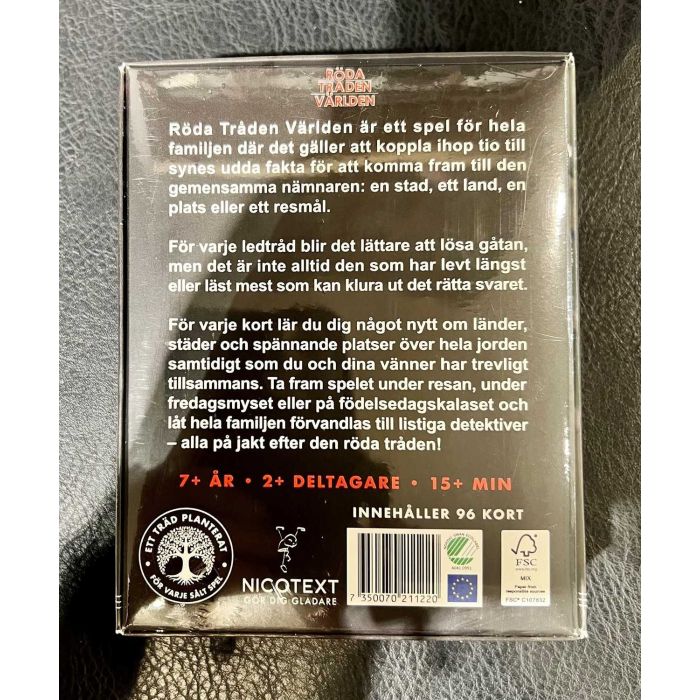 RÖDA
TRÅDEN
VÄRLDEN
Röda Tråden Världen är ett spel för hela
familjen där det gäller att koppla ihop tio till
synes udda fakta för att komma fram till den
gemensamma nämnaren: en stad, ett land, en
plats eller ett resmål.
För varje ledtråd blir det lättare att lösa gåtan,
men det är inte alltid den som har levt längst
eller läst mest som kan klura ut det rätta svaret.
För varje kort lär du dig något nytt om länder,
städer och spännande platser över hela jorden
samtidigt som du och dina vänner har trevligt
tillsammans. Ta fram spelet under resan, under
fredagsmyset eller på födelsedagskalaset och
låt hela familjen förvandlas till listiga detektiver
– alla på jakt efter den röda tråden!
7+ ÅR • 2+ DELTAGARE • 15+ MIN
INNEHÅLLER 96 KORT
ETT TRÄD PLANTERAT
FÖR VARJE SÅLT SPEL
NICOTEXT
GÖR DIG GLADARE
7 350070 211220
FSC
MIX
Paper from
responsible sources